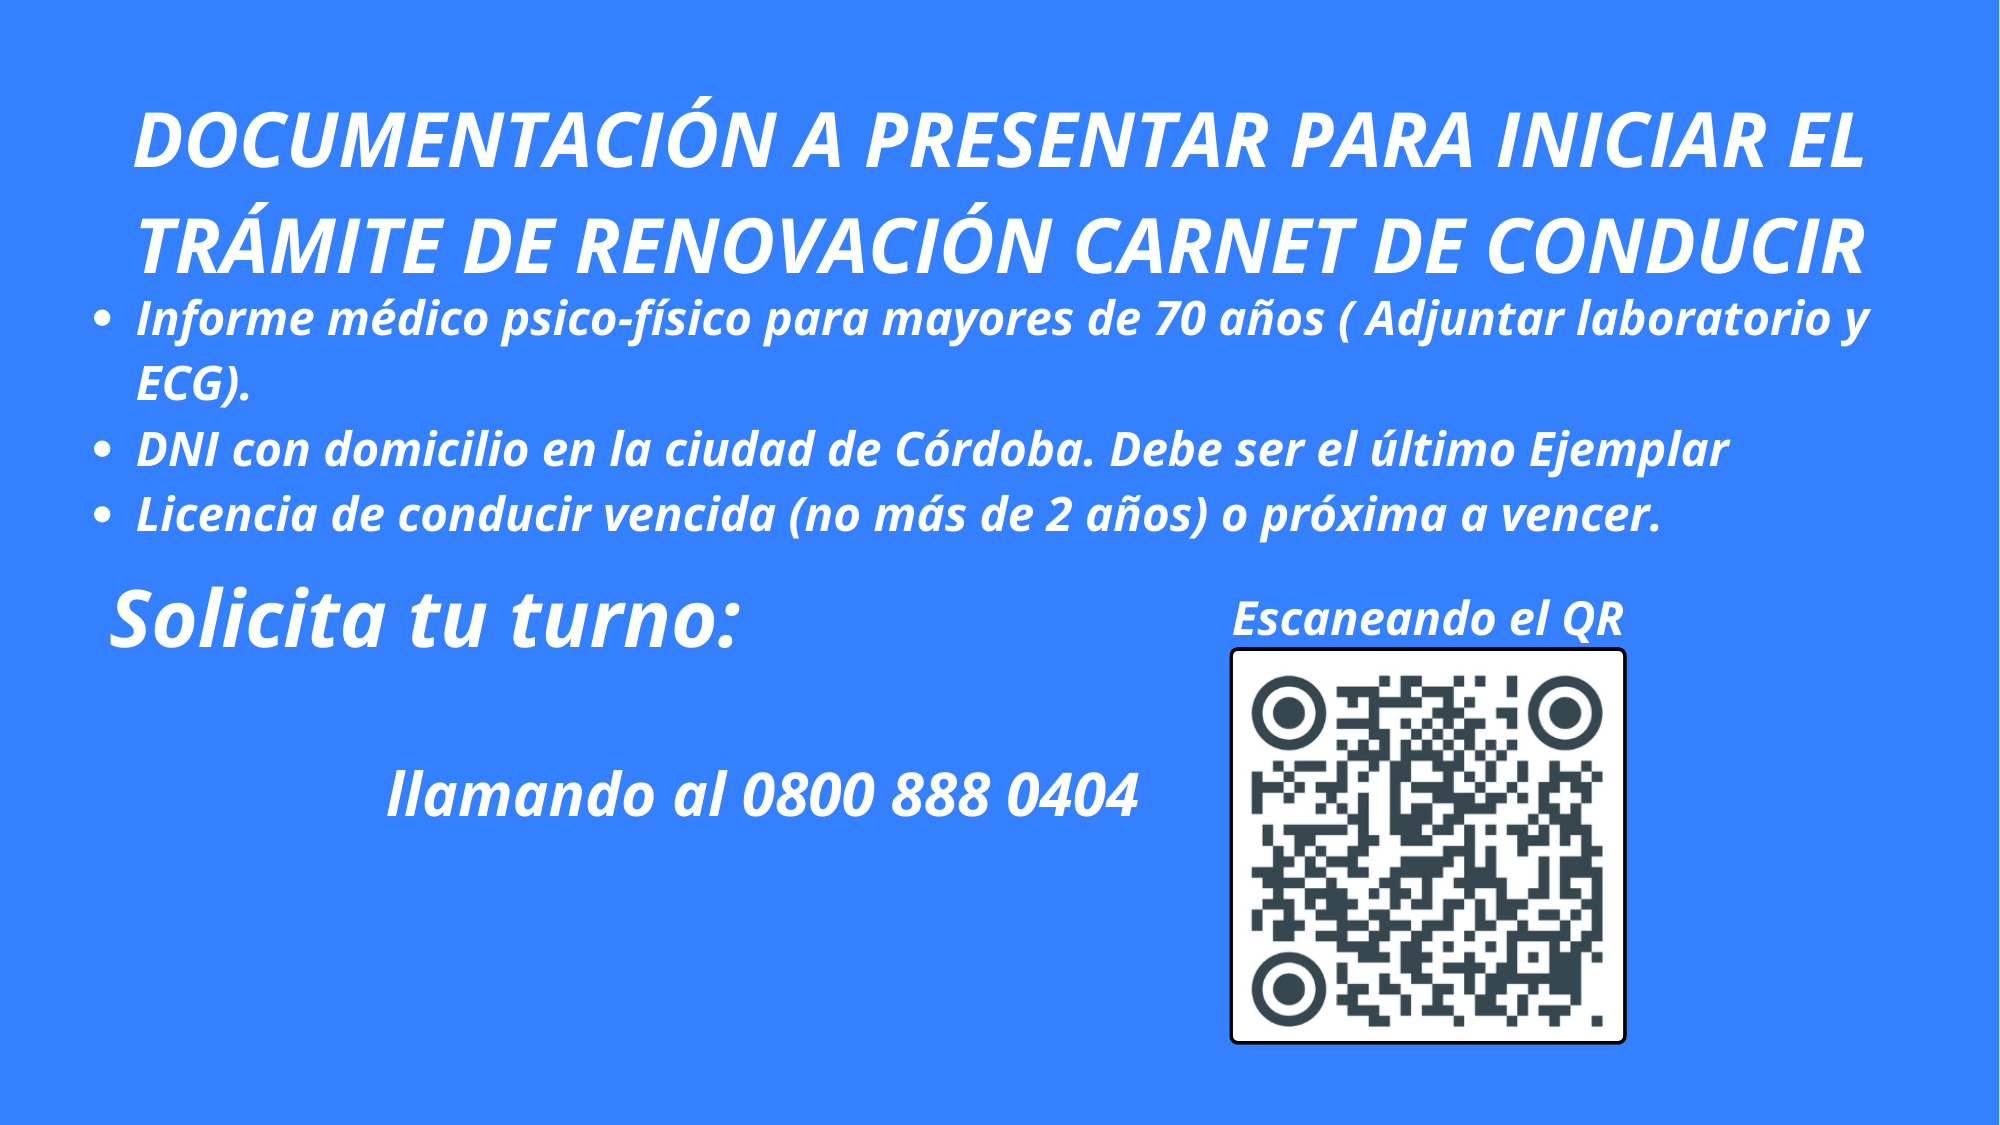 DOCUMENTACIÓN A PRESENTAR PARA INICIAR EL
TRÁMITE DE RENOVACIÓN CARNET DE CONDUCIR
• Informe médico psico-físico para mayores de 70 años ( Adjuntar laboratorio y
ECG).
• DNI con domicilio en la ciudad de Córdoba. Debe ser el último Ejemplar
• Licencia de conducir vencida (no más de 2 años) o próxima a vencer.
Solicita tu turno:
llamando al 0800 888 0404
Escaneando el QR